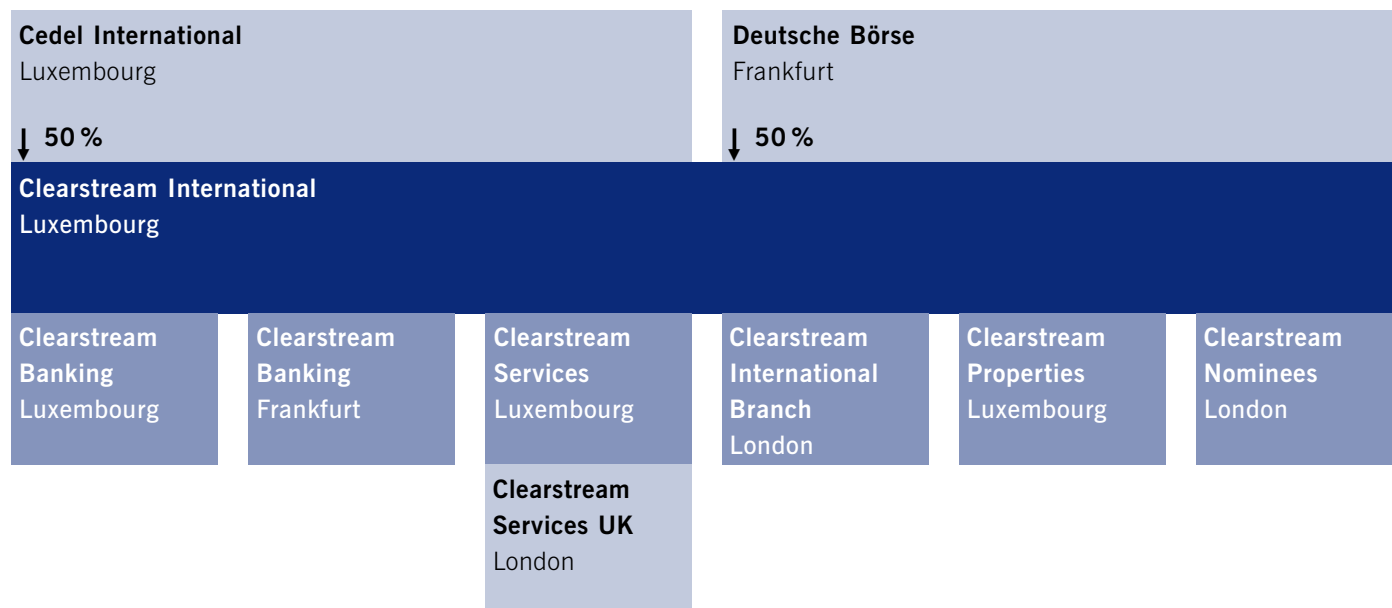 Cedel International
Luxembourg
50 %
Deutsche Börse
Frankfurt
50 %
Clearstream International
Luxembourg
Clearstream
Banking
Luxembourg
Clearstream
Banking
Frankfurt
Clearstream
Services
Luxembourg
Clearstream
International
Branch
London
Clearstream
Properties
Luxembourg
Clearstream
Nominees
London
Clearstream
Services UK
London